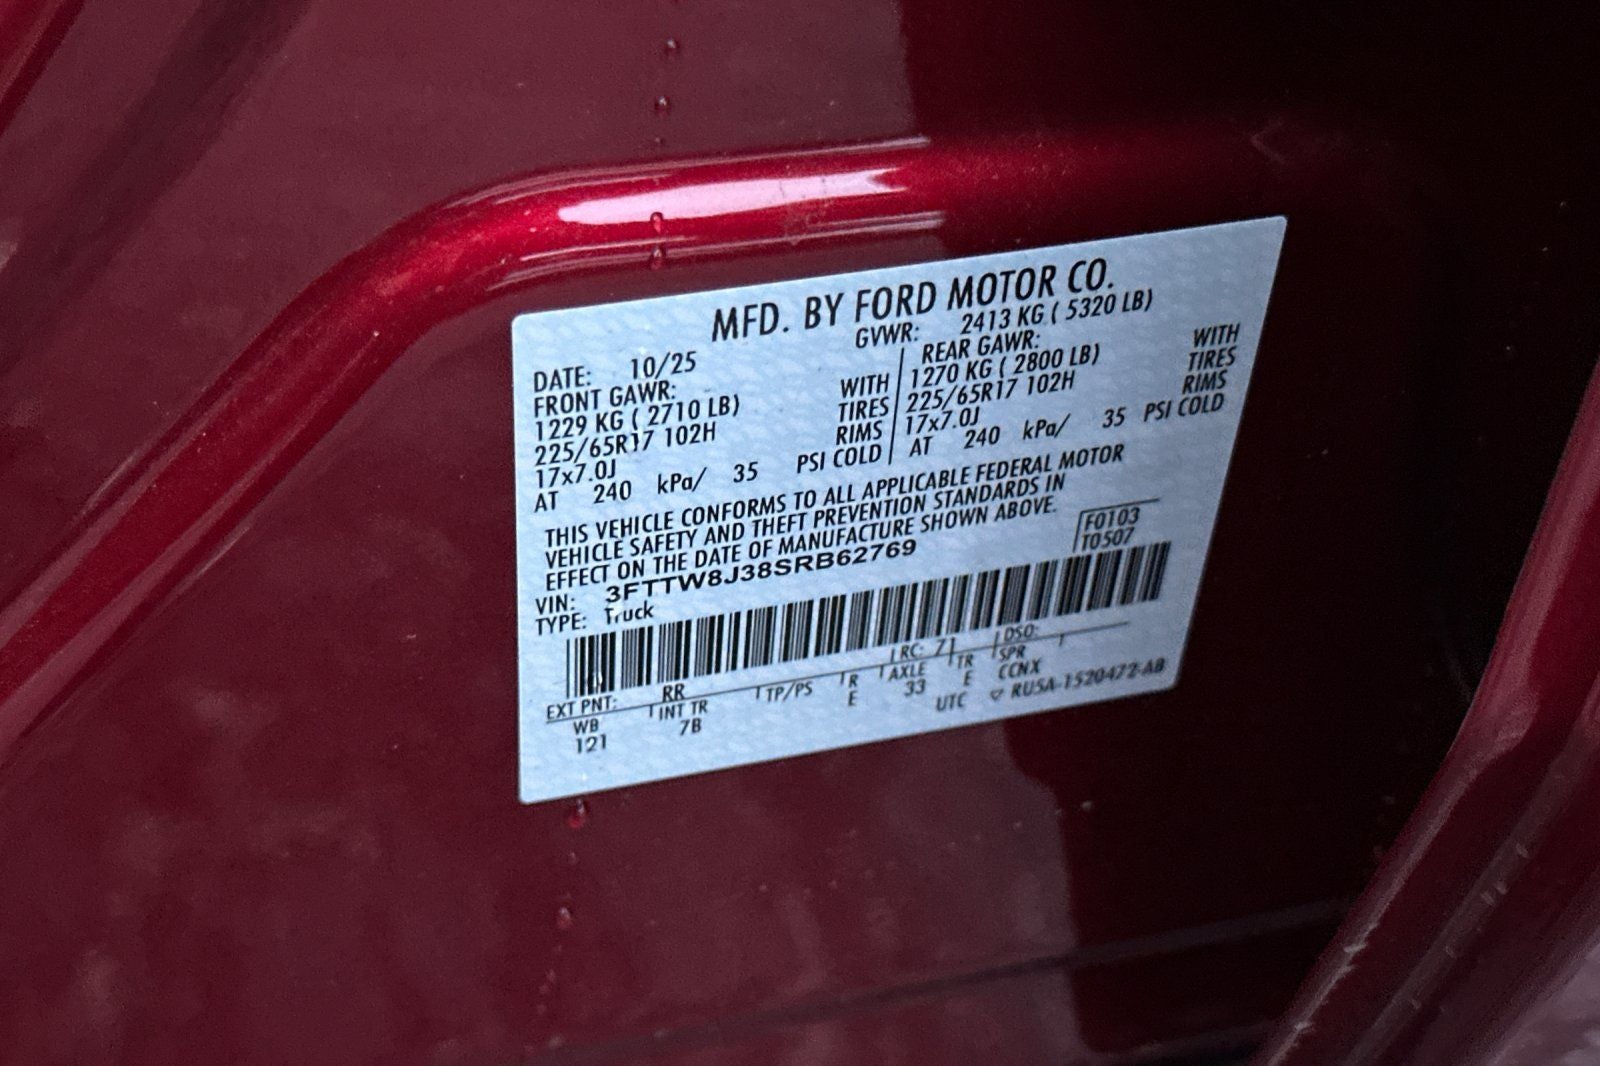 MFD. BY FORD MOTOR CO.
DATE: 10/25 GVWR: 2413 KG ( 5320 LB)
FRONT GAWR: REAR GAWR:
1229 KG ( 2710 LB) WITH 1270 KG ( 2800 LB) WITH
225/65R17 102H TIRES 225/65R17 102H TIRES
17x7.0J RIMS 17x7.0J RIMS
AT 240 kPa/ 35 PSI COLD AT 240 kPa/ 35 PSI COLD
THIS VEHICLE CONFORMS TO ALL APPLICABLE FEDERAL MOTOR
VEHICLE SAFETY AND THEFT PREVENTION STANDARDS IN
EFFECT ON THE DATE OF MANUFACTURE SHOWN ABOVE.
F0103
T0507
VIN: 3FTTW8J38SRB62769
TYPE: Truck
EXT PNT: RR RC: 71 DSO:
WB INT TR TP/PS R AXLE TR SPR
121 7B E 33 E CCNX
UTC RU5A-1520472-AB